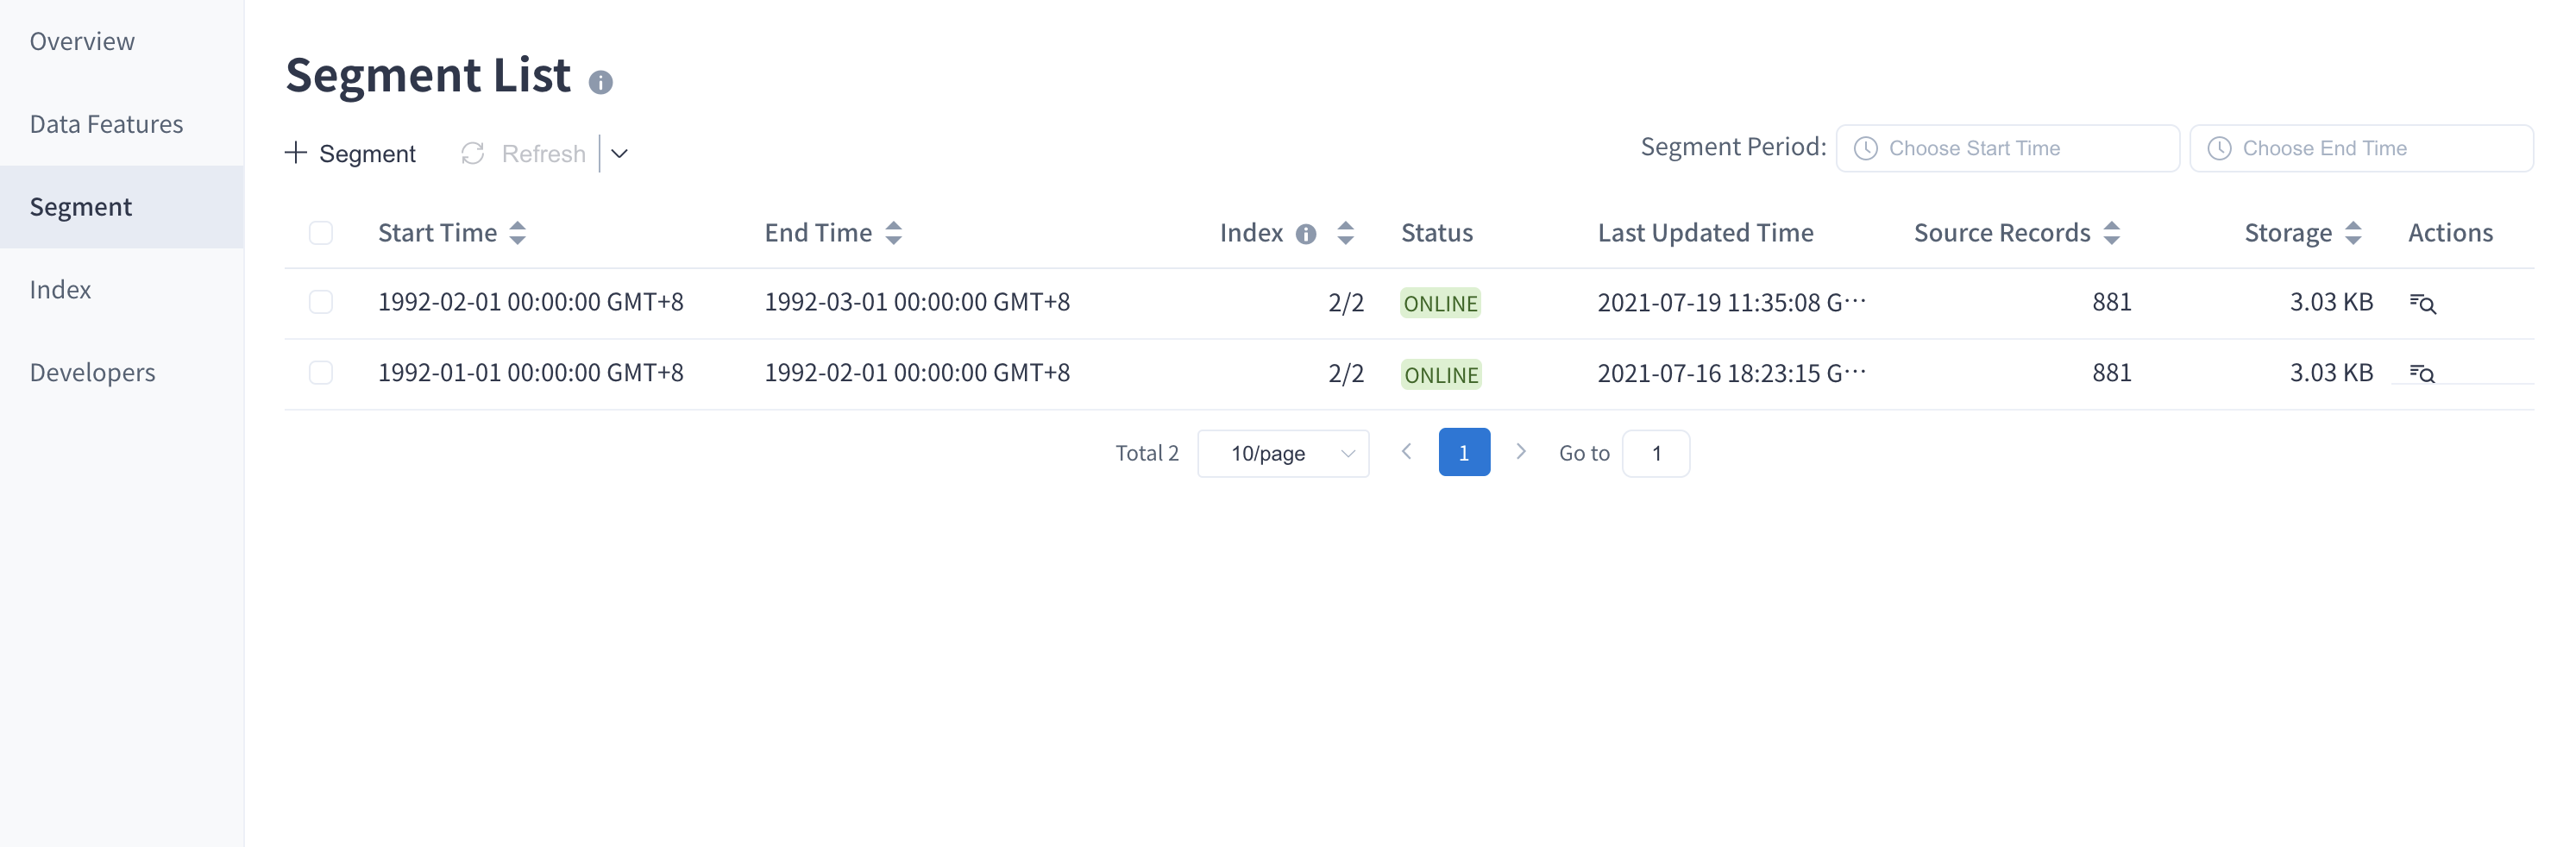 Overview
Data Features
Segment
Index
Developers
Segment List
Segment Refresh
Segment Period: Choose Start Time Choose End Time
Start Time End Time Index Status Last Updated Time Source Records Storage Actions
1992-02-01 00:00:00 GMT+8 1992-03-01 00:00:00 GMT+8 2/2 ONLINE 2021-07-19 11:35:08 G··· 881 3.03 KB
1992-01-01 00:00:00 GMT+8 1992-02-01 00:00:00 GMT+8 2/2 ONLINE 2021-07-16 18:23:15 G··· 881 3.03 KB
Total 2 10/page 1 Go to 1